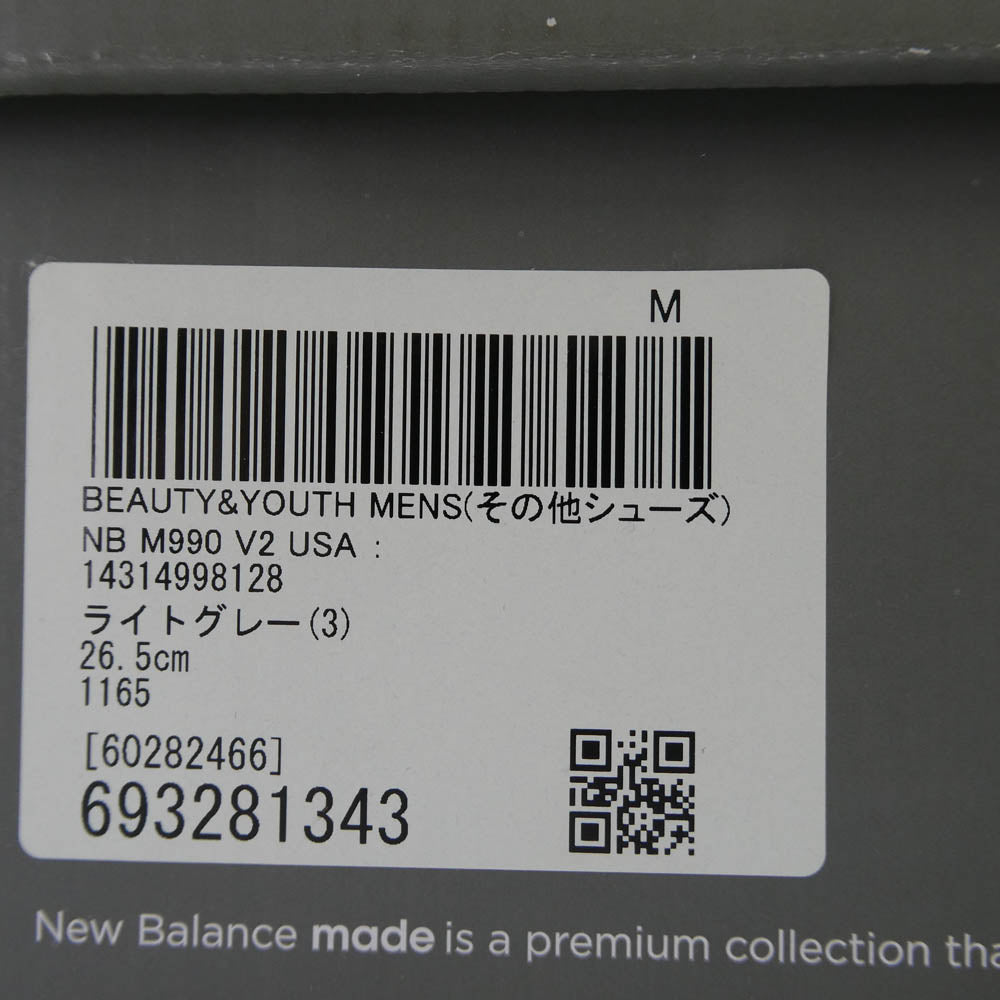 M
BEAUTY&YOUTH MENS(その他シューズ)
NB M990 V2 USA :
14314998128
ライトグレー(3)
26.5cm
1165
[60282466]
693281343
New Balance made is a premium collection tha